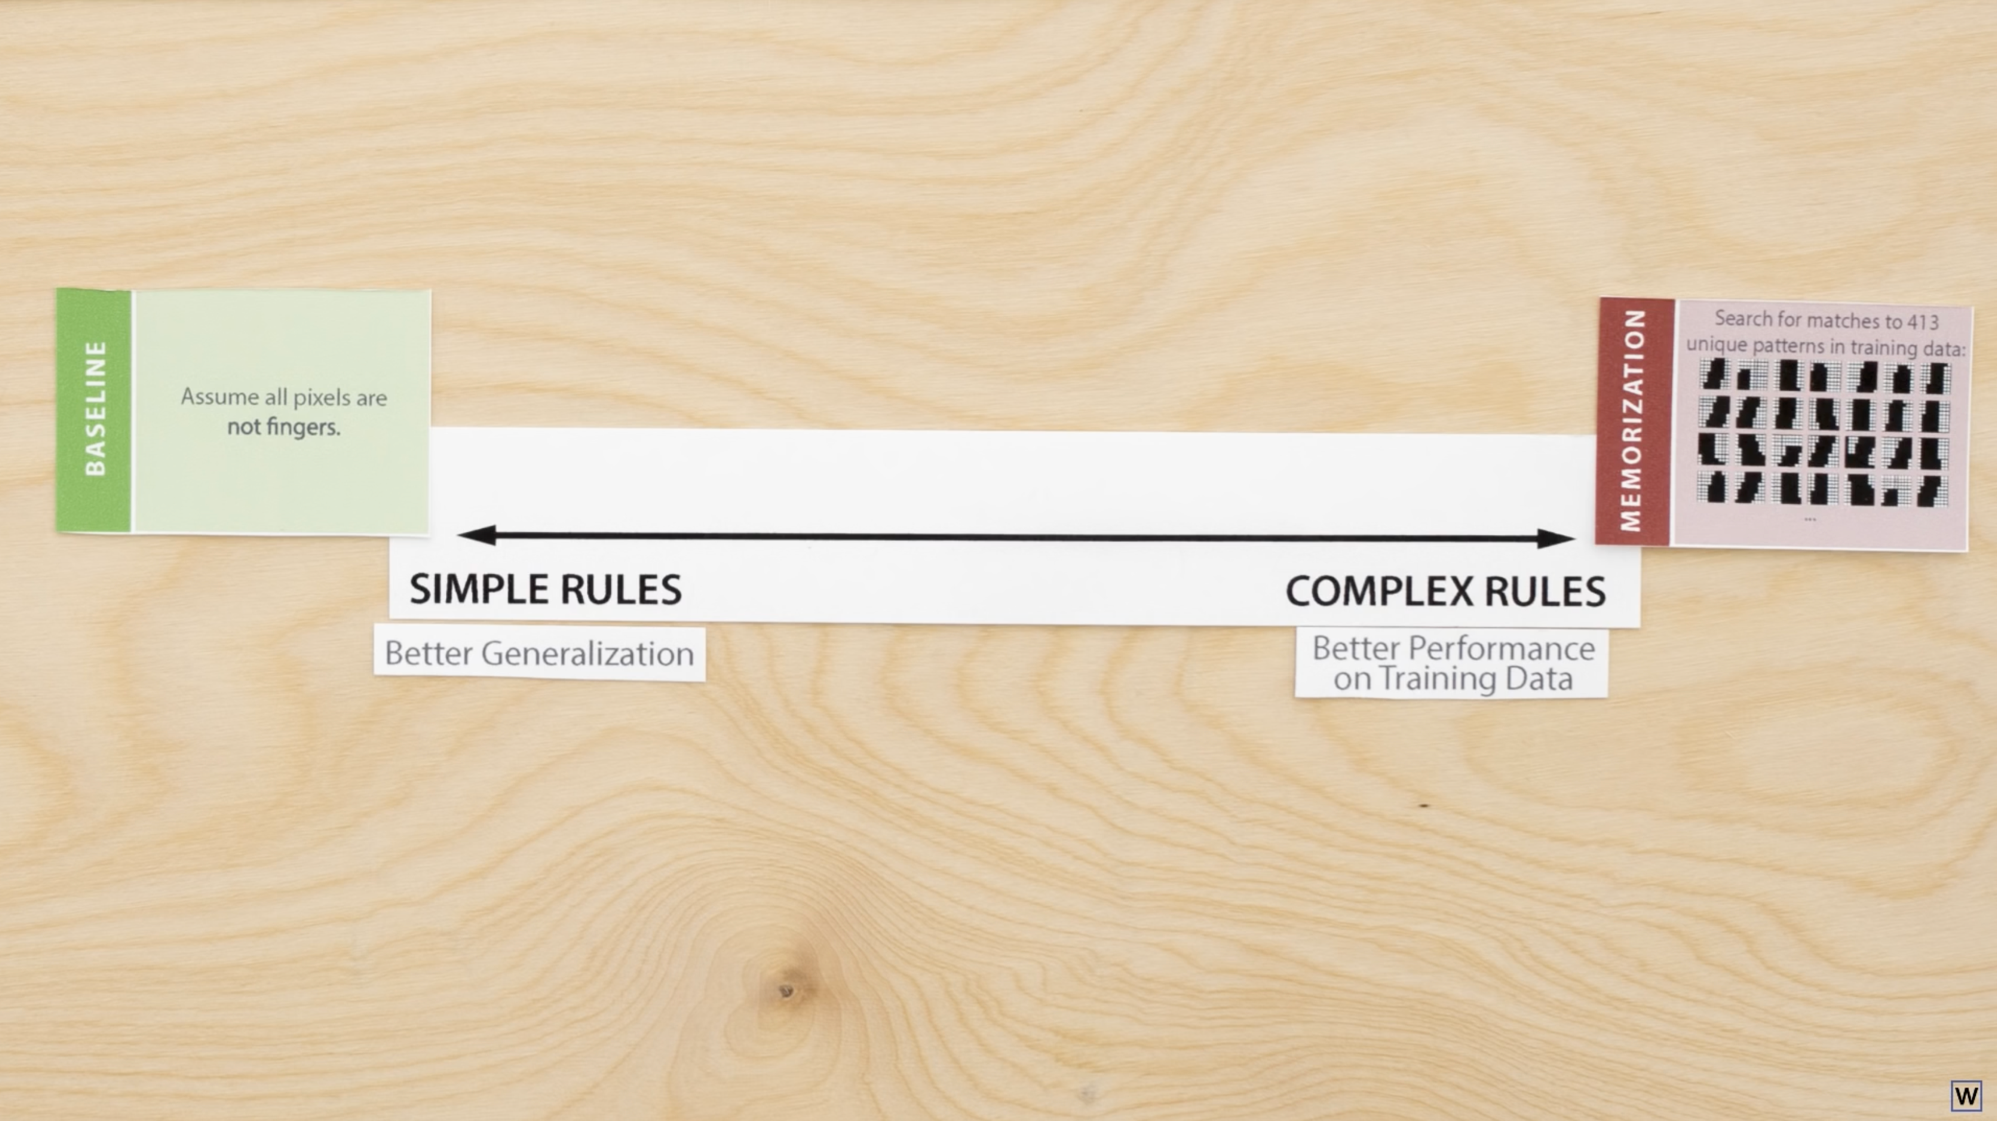 BASELINE
Assume all pixels are
not fingers.
MEMORIZATION
Search for matches to 413
unique patterns in training data:
...
SIMPLE RULES
COMPLEX RULES
Better Generalization
Better Performance
on Training Data
W